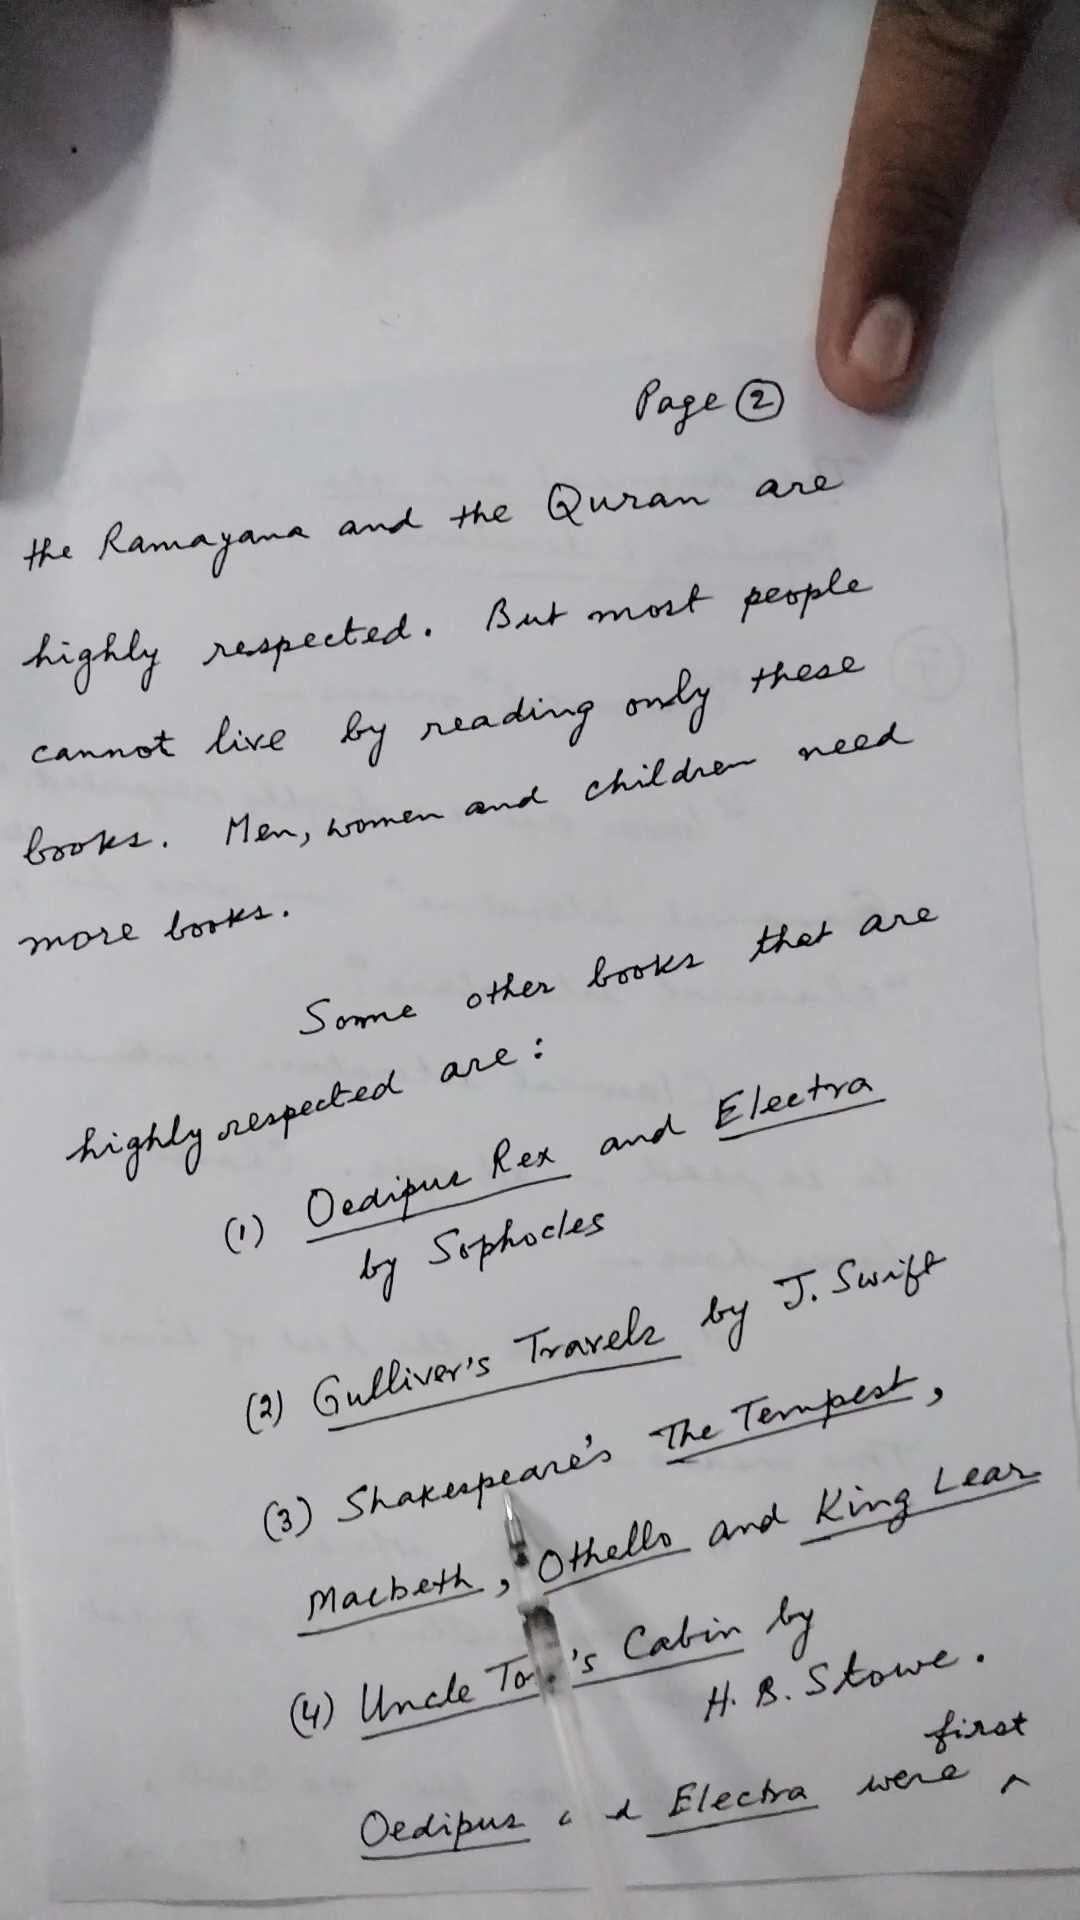 Page 2
the Ramayana and the Quran are
highly respected. But most people
cannot live by reading only these
books. Men, women and children need
more books.
Some other books that are
highly respected are:
(1) Oedipus Rex and Electra
by Sophocles
(2) Gulliver's Travels by J. Swift
(3) Shakespeare's The Tempest,
Macbeth, Othello and King Lear
(4) Uncle 's Cabin by
H. B. Stowe.
first
Oedipus Electra were ^